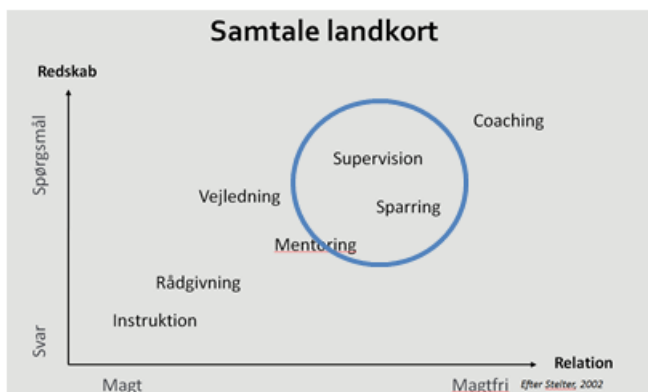 Samtale landkort
Redskab
Spørgsmål
Coaching
Supervision
Vejledning
Sparring
Mentoring
Rådgivning
Instruktion
Svar
Relation
Magt
Magtfri
Efter Stelter, 2002